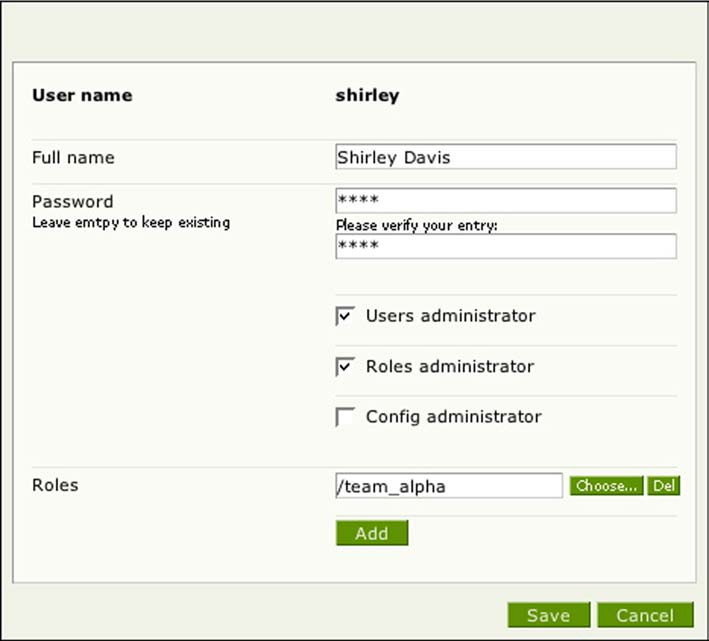 User name shirley
Full name Shirley Davis
Password ****
Leave emtpy to keep existing Please verify your entry:
****
Users administrator
Roles administrator
Config administrator
Roles /team_alpha Choose... Del
Add
Save Cancel